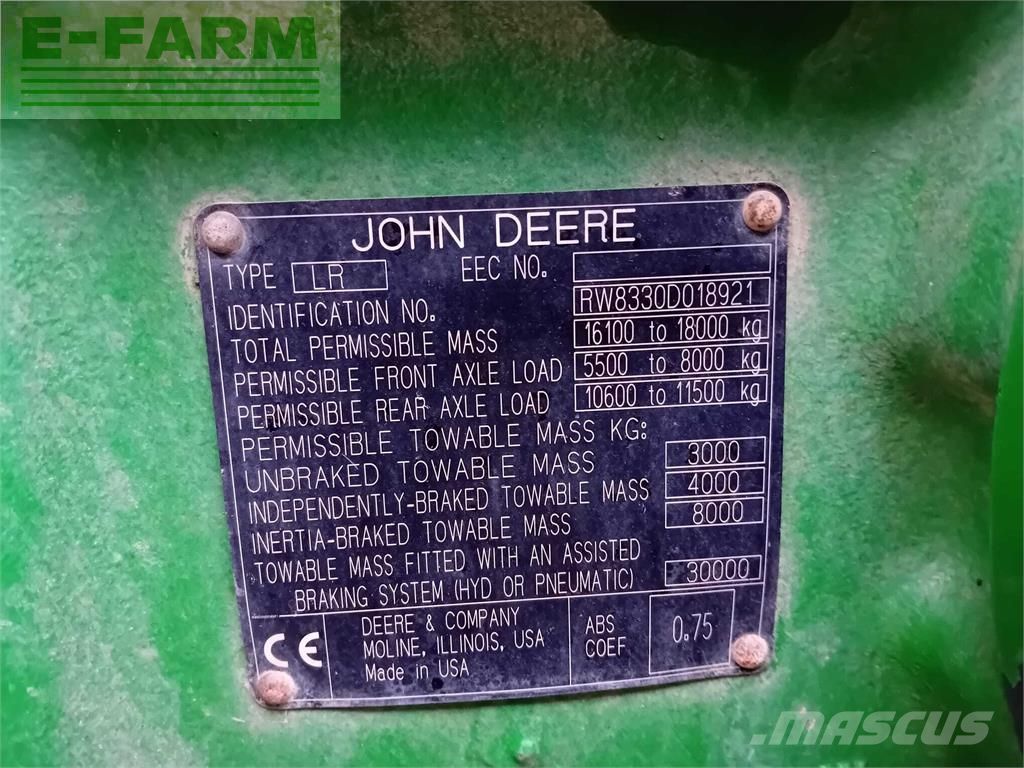 E-FARM
JOHN DEERE
TYPE LR EEC NO.
IDENTIFICATION NO. RW8330D018921
TOTAL PERMISSIBLE MASS 16100 to 18000 kg
PERMISSIBLE FRONT AXLE LOAD 5500 to 8000 kg
PERMISSIBLE REAR AXLE LOAD 10600 to 11500 kg
PERMISSIBLE TOWABLE MASS KG:
UNBRAKED TOWABLE MASS 3000
INDEPENDENTLY-BRAKED TOWABLE MASS 4000
INERTIA-BRAKED TOWABLE MASS 8000
TOWABLE MASS FITTED WITH AN ASSISTED
BRAKING SYSTEM (HYD OR PNEUMATIC) 30000
CE
DEERE & COMPANY
MOLINE, ILLINOIS, USA
Made in USA
ABS
COEF
0.75
MASCUS